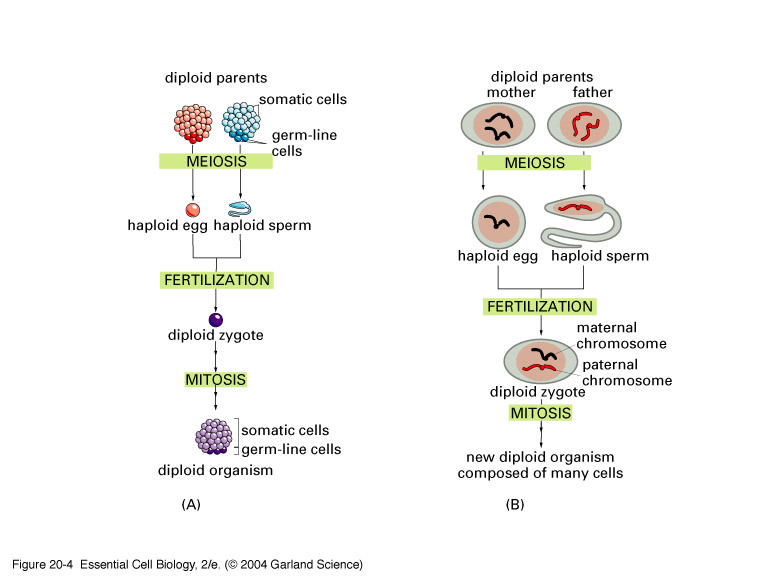 diploid parents
somatic cells
germ-line
cells
MEIOSIS
haploid egg haploid sperm
FERTILIZATION
diploid zygote
MITOSIS
somatic cells
germ-line cells
diploid organism
(A)
diploid parents
mother father
MEIOSIS
haploid egg haploid sperm
FERTILIZATION
maternal
chromosome
paternal
chromosome
diploid zygote
MITOSIS
new diploid organism
composed of many cells
(B)
Figure 20-4 Essential Cell Biology, 2/e. (© 2004 Garland Science)